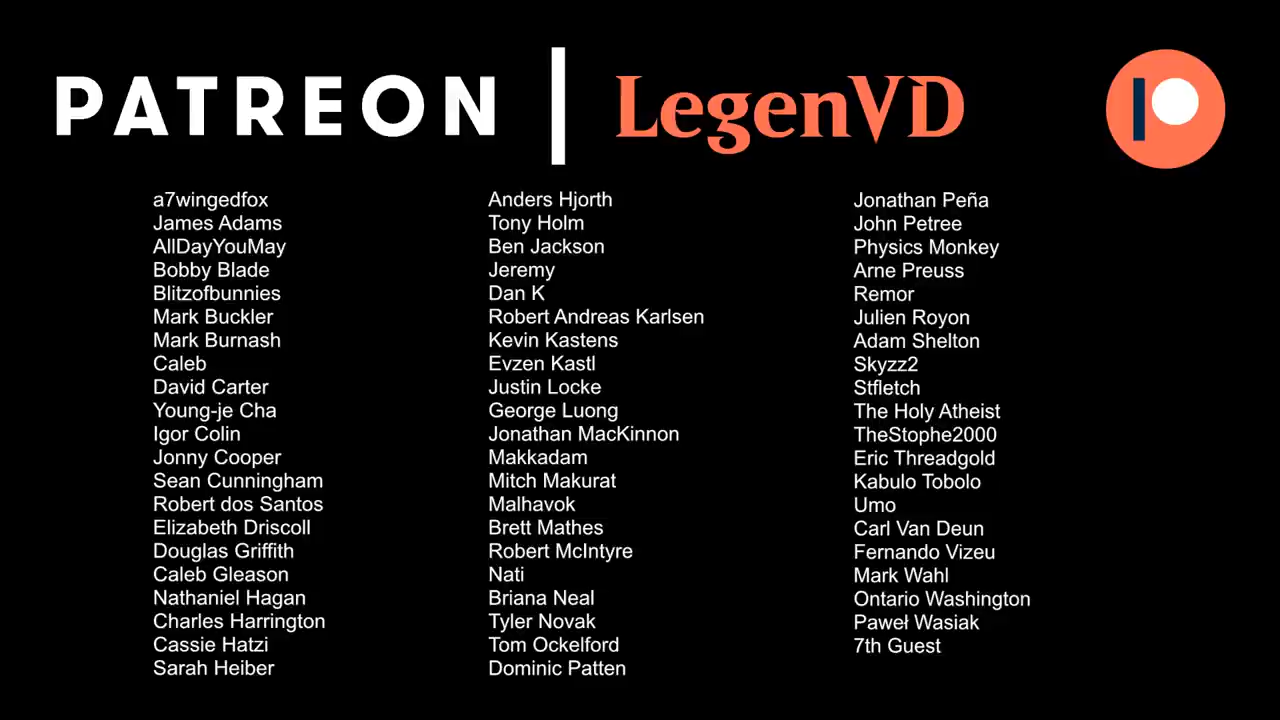 PATREON | LegenVD
a7wingedfox
James Adams
AllDayYouMay
Bobby Blade
Blitzofbunnies
Mark Buckler
Mark Burnash
Caleb
David Carter
Young-je Cha
Igor Colin
Jonny Cooper
Sean Cunningham
Robert dos Santos
Elizabeth Driscoll
Douglas Griffith
Caleb Gleason
Nathaniel Hagan
Charles Harrington
Cassie Hatzi
Sarah Heiber
Anders Hjorth
Tony Holm
Ben Jackson
Jeremy
Dan K
Robert Andreas Karlsen
Kevin Kastens
Evzen Kastl
Justin Locke
George Luong
Jonathan MacKinnon
Makkadam
Mitch Makurat
Malhavok
Brett Mathes
Robert McIntyre
Nati
Briana Neal
Tyler Novak
Tom Ockelford
Dominic Patten
Jonathan Peña
John Petree
Physics Monkey
Arne Preuss
Remor
Julien Royon
Adam Shelton
Skyzz2
Stfletch
The Holy Atheist
TheStophe2000
Eric Threadgold
Kabulo Tobolo
Umo
Carl Van Deun
Fernando Vizeu
Mark Wahl
Ontario Washington
Paweł Wasiak
7th Guest